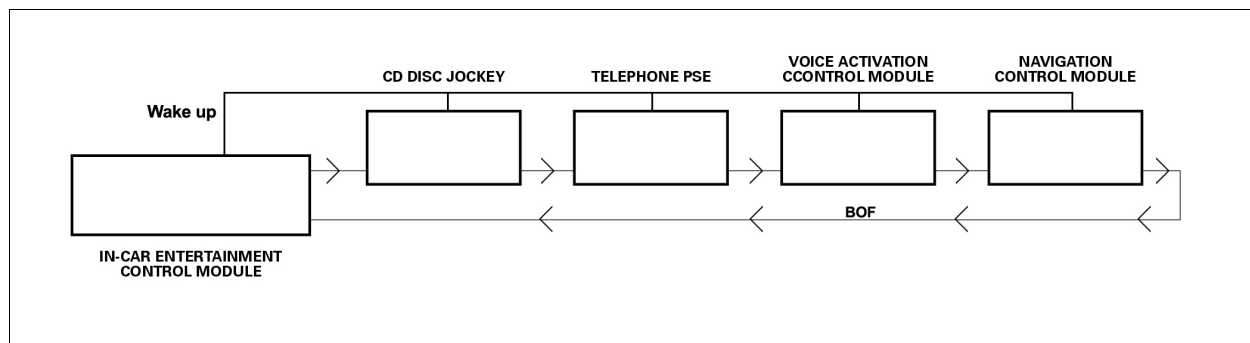 CD DISC JOCKEY
TELEPHONE PSE
VOICE ACTIVATION
CCONTROL MODULE
NAVIGATION
CONTROL MODULE
Wake up
BOF
IN-CAR ENTERTAINMENT
CONTROL MODULE